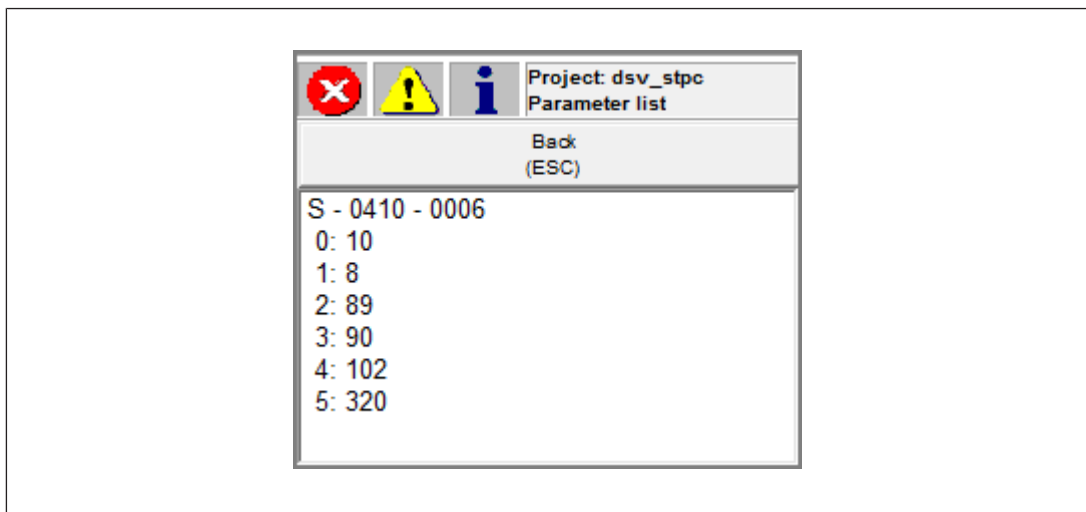 Project: dsv_stpc
Parameter list
Back
(ESC)
S - 0410 - 0006
0: 10
1: 8
2: 89
3: 90
4: 102
5: 320